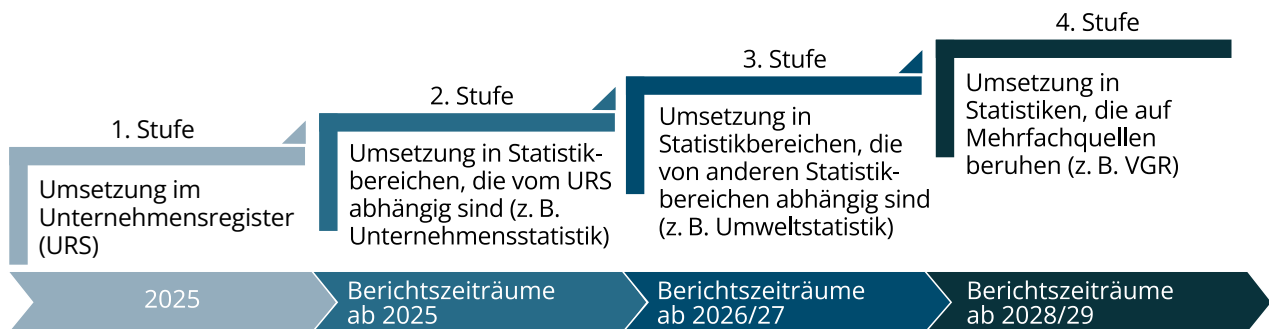 1. Stufe
Umsetzung im
Unternehmensregister
(URS)
2025
2. Stufe
Umsetzung in Statistik-
bereichen, die vom URS
abhängig sind (z. B.
Unternehmensstatistik)
Berichtszeiträume
ab 2025
3. Stufe
Umsetzung in
Statistikbereichen, die
von anderen Statistik-
bereichen abhängig sind
(z. B. Umweltstatistik)
Berichtszeiträume
ab 2026/27
4. Stufe
Umsetzung in
Statistiken, die auf
Mehrfachquellen
beruhen (z. B. VGR)
Berichtszeiträume
ab 2028/29